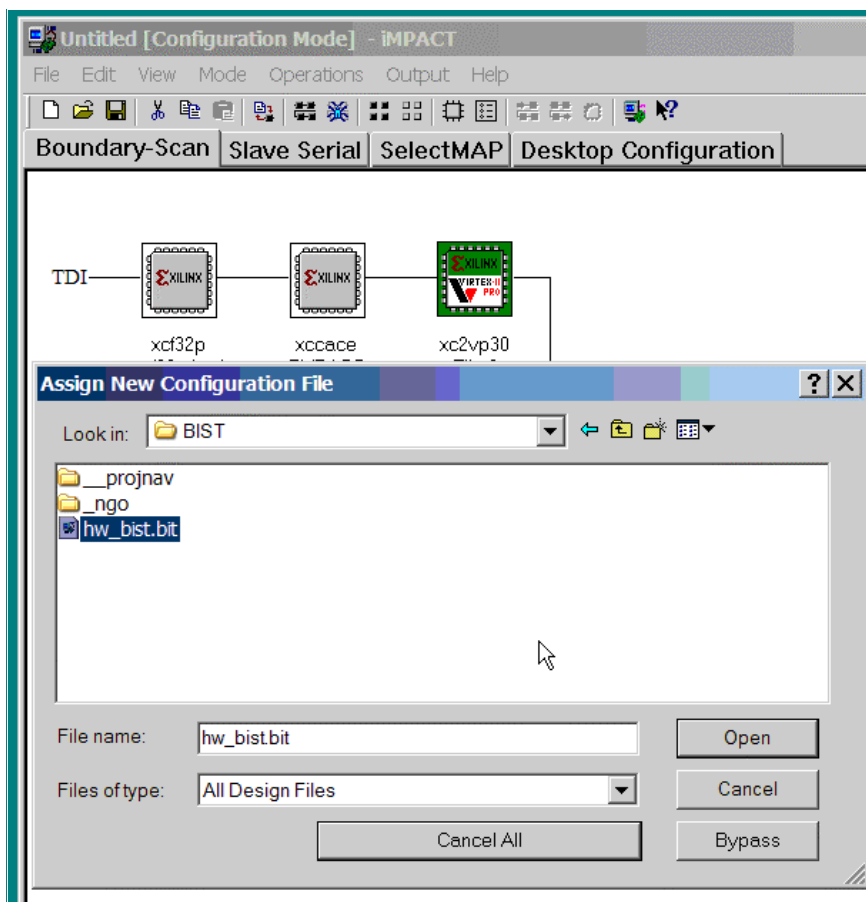 Untitled [Configuration Mode] - iMPACT
File Edit View Mode Operations Output Help
Boundary-Scan Slave Serial SelectMAP Desktop Configuration
TDI
XILINX XILINX XILINX
VIRTEX-II
PRO
xcf32p xccace xc2vp30
Assign New Configuration File
Look in: BIST
__projnav
_ngo
hw_bist.bit
File name: hw_bist.bit Open
Files of type: All Design Files Cancel
Cancel All Bypass